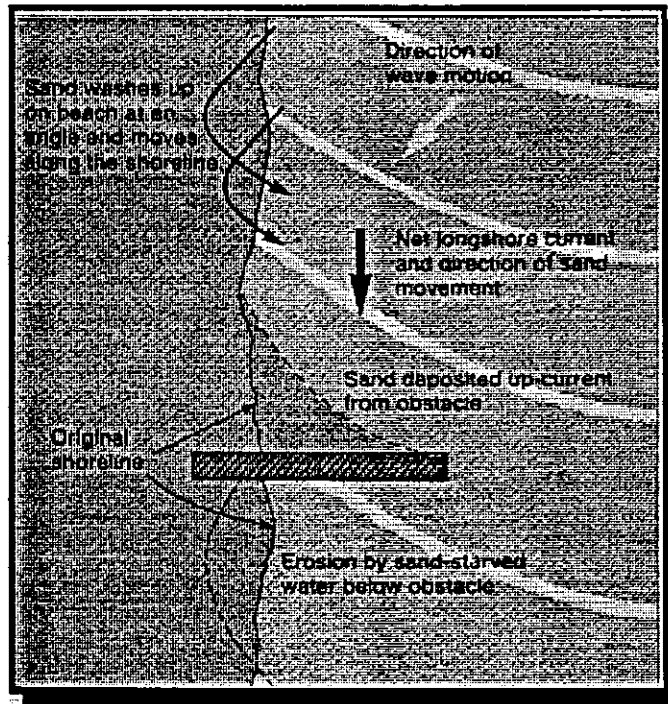 Direction of
wave motion
Sand washes up
on beach at an
angle and moves
along the shoreline
Net longshore current
and direction of sand
movement
Sand deposited up-current
from obstacle
Original
shoreline
Erosion by sand-starved
water below obstacle